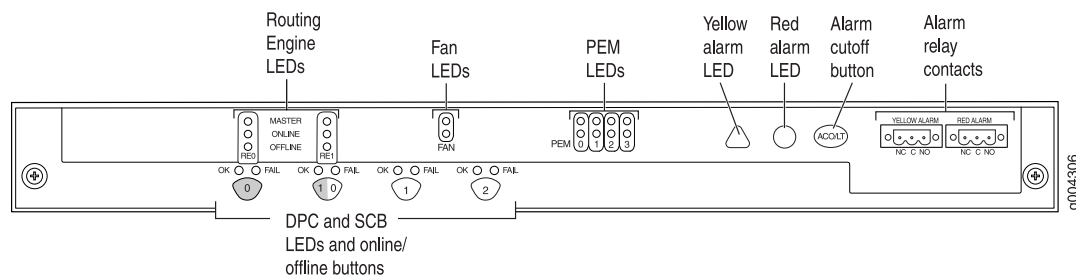 Routing
Engine
LEDs
Fan
LEDs
PEM
LEDs
Yellow
alarm
LED
Red
alarm
LED
Alarm
cutoff
button
Alarm
relay
contacts
MASTER
ONLINE
OFFLINE
RE0
RE1
FAN
PEM 0 1 2 3
ACO/LT
YELLOW ALARM
NC C NO
RED ALARM
NC C NO
OK FAIL
OK FAIL
OK FAIL
OK FAIL
0
1 0
1
2
DPC and SCB
LEDs and online/
offline buttons
g004306